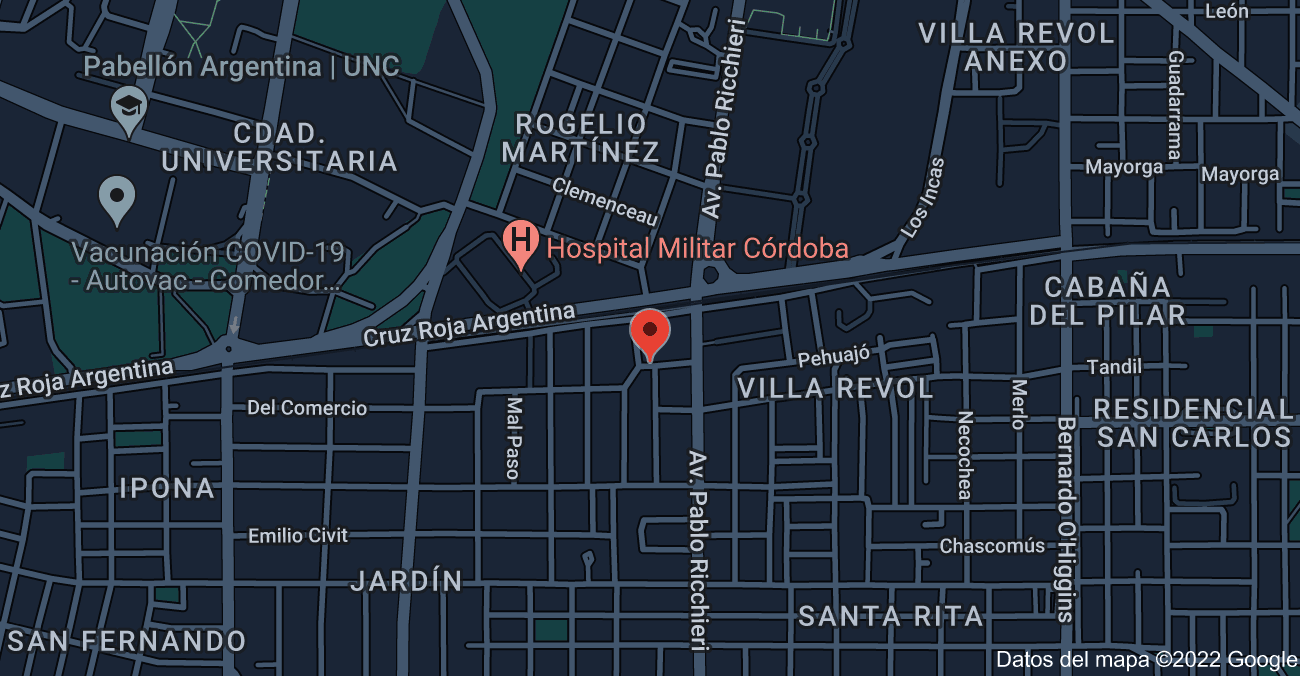 León
VILLA REVOL
ANEXO
Guadarrama
Pabellón Argentina | UNC
Av. Pablo Ricchieri
ROGELIO
MARTÍNEZ
CDAD.
UNIVERSITARIA
Mayorga
Mayorga
Clemenceau
Los Incas
Hospital Militar Córdoba
Vacunación COVID-19
- Autovac - Comedor...
CABAÑA
DEL PILAR
Cruz Roja Argentina
z Roja Argentina
Pehuajó
Tandil
VILLA REVOL
Merlo
Del Comercio
Mal Paso
RESIDENCIAL
SAN CARLOS
Necochea
Bernardo O'Higgins
IPONA
Av. Pablo Ricchieri
Emilio Civit
Chascomús
JARDÍN
SANTA RITA
SAN FERNANDO
Datos del mapa ©2022 Google